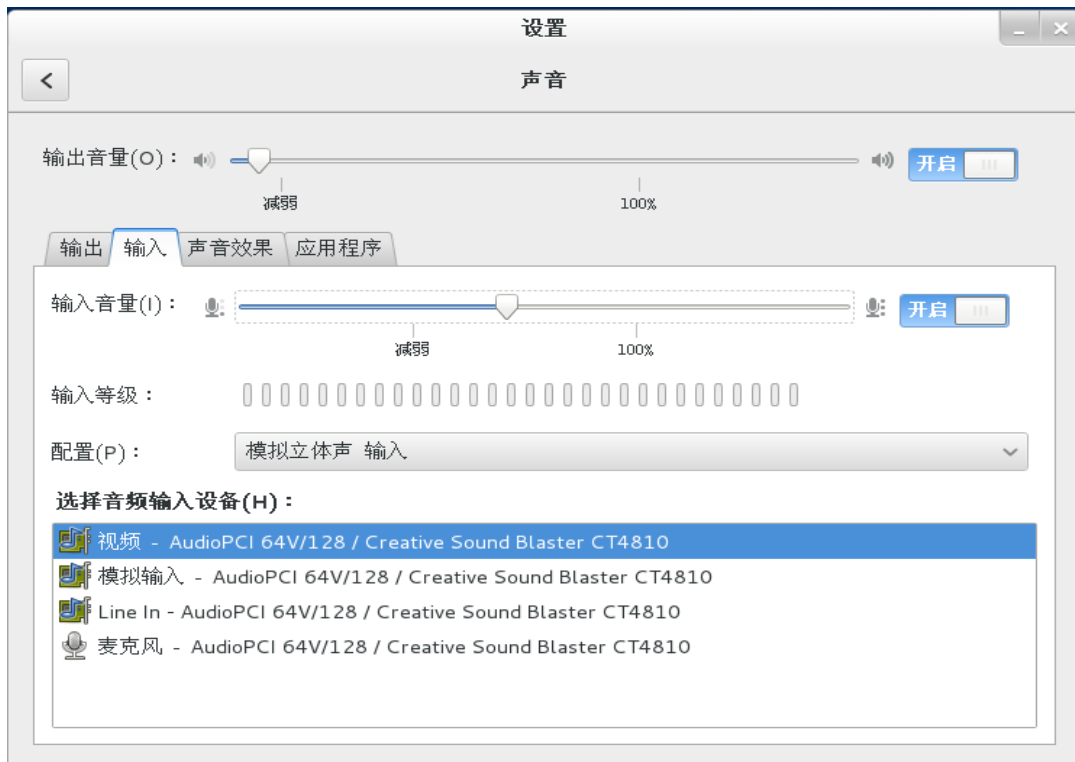 设置
声音
输出音量(O)： 开启
减弱 100%
输出 输入 声音效果 应用程序
输入音量(I)： 开启
减弱 100%
输入等级：
配置(P)： 模拟立体声 输入
选择音频输入设备(H)：
视频 - AudioPCI 64V/128 / Creative Sound Blaster CT4810
模拟输入 - AudioPCI 64V/128 / Creative Sound Blaster CT4810
Line In - AudioPCI 64V/128 / Creative Sound Blaster CT4810
麦克风 - AudioPCI 64V/128 / Creative Sound Blaster CT4810